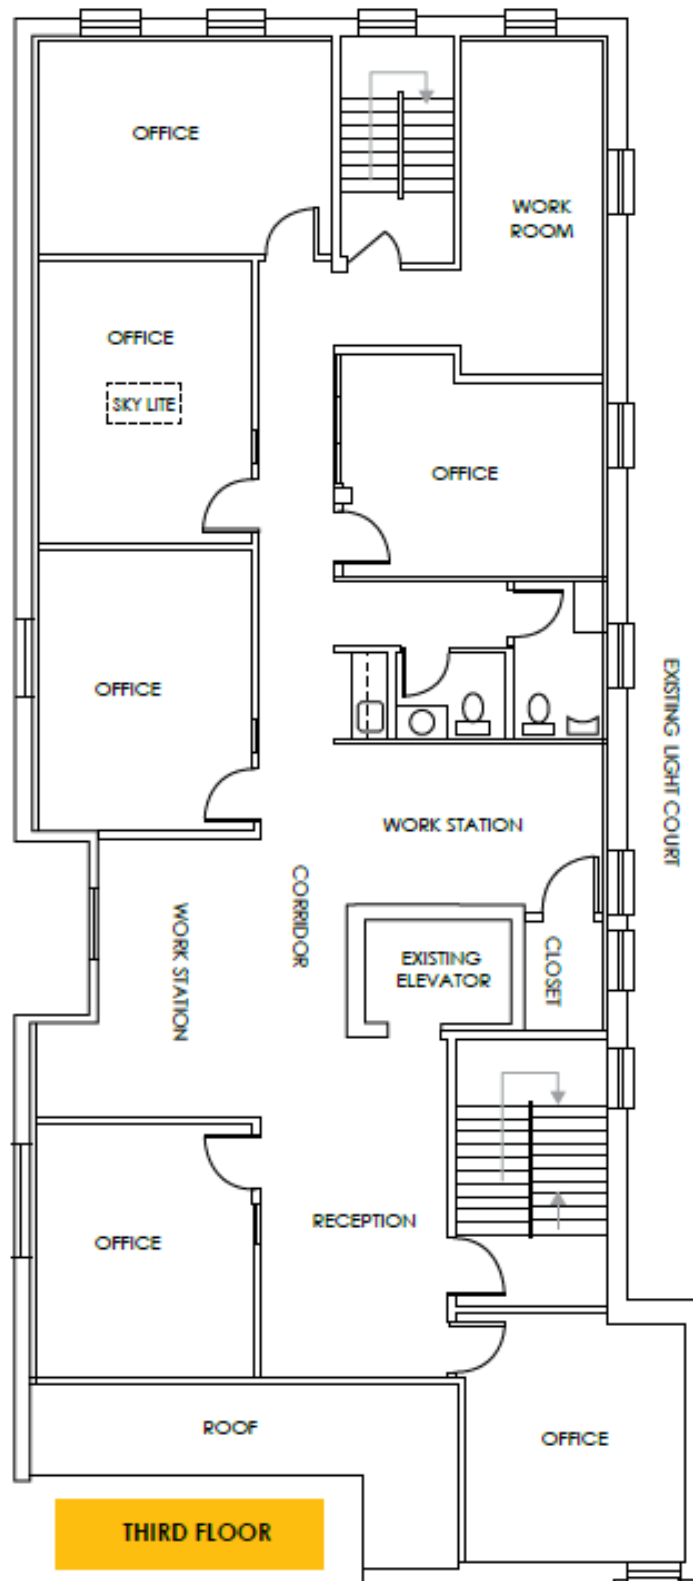 OFFICE
WORK
ROOM
OFFICE
SKY LITE
OFFICE
OFFICE
WORK STATION
CORRIDOR
WORK STATION
EXISTING
ELEVATOR
CLOSET
EXISTING LIGHT COURT
RECEPTION
OFFICE
ROOF
OFFICE
THIRD FLOOR